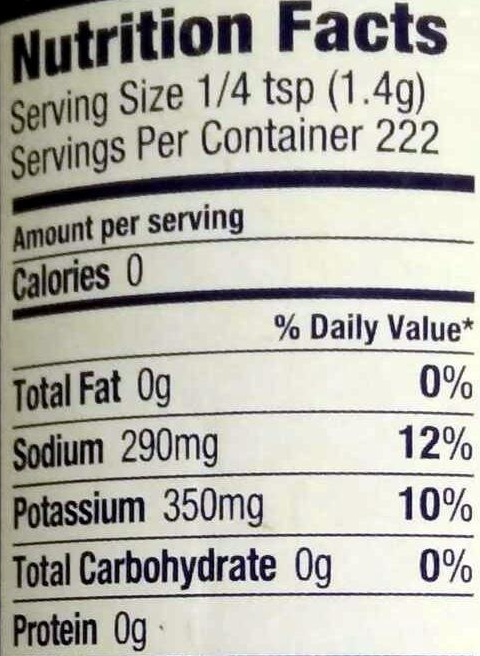 Nutrition Facts
Serving Size 1/4 tsp (1.4g)
Servings Per Container 222
Amount per serving
Calories 0
% Daily Value*
Total Fat 0g 0%
Sodium 290mg 12%
Potassium 350mg 10%
Total Carbohydrate 0g 0%
Protein 0g